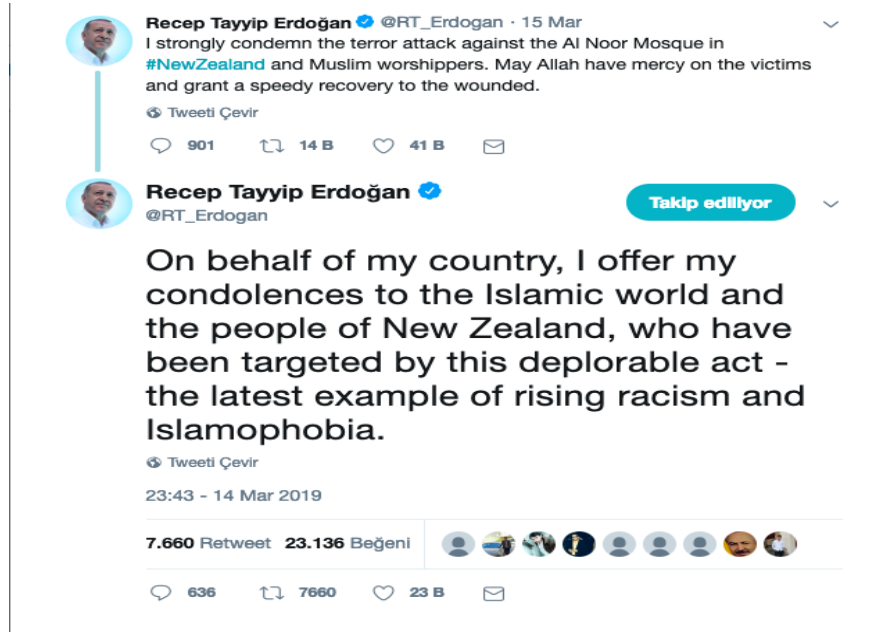 Recep Tayyip Erdoğan @RT_Erdogan · 15 Mar
I strongly condemn the terror attack against the Al Noor Mosque in
#NewZealand and Muslim worshippers. May Allah have mercy on the victims
and grant a speedy recovery to the wounded.
Tweeti Çevir
901 14 B 41 B
Recep Tayyip Erdoğan
@RT_Erdogan
Takip ediliyor
On behalf of my country, I offer my
condolences to the Islamic world and
the people of New Zealand, who have
been targeted by this deplorable act -
the latest example of rising racism and
Islamophobia.
Tweeti Çevir
23:43 - 14 Mar 2019
7.660 Retweet 23.136 Beğeni
636 7660 23 B